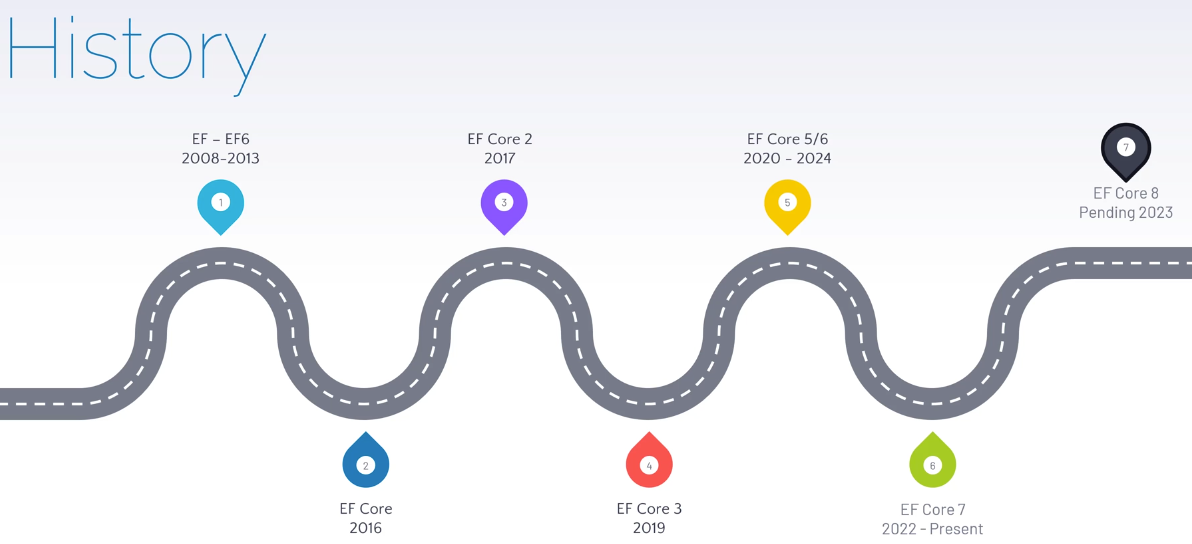 History
EF – EF6
2008-2013
1
EF Core
2016
2
EF Core 2
2017
3
EF Core 3
2019
4
EF Core 5/6
2020 - 2024
5
EF Core 7
2022 - Present
6
EF Core 8
Pending 2023
7